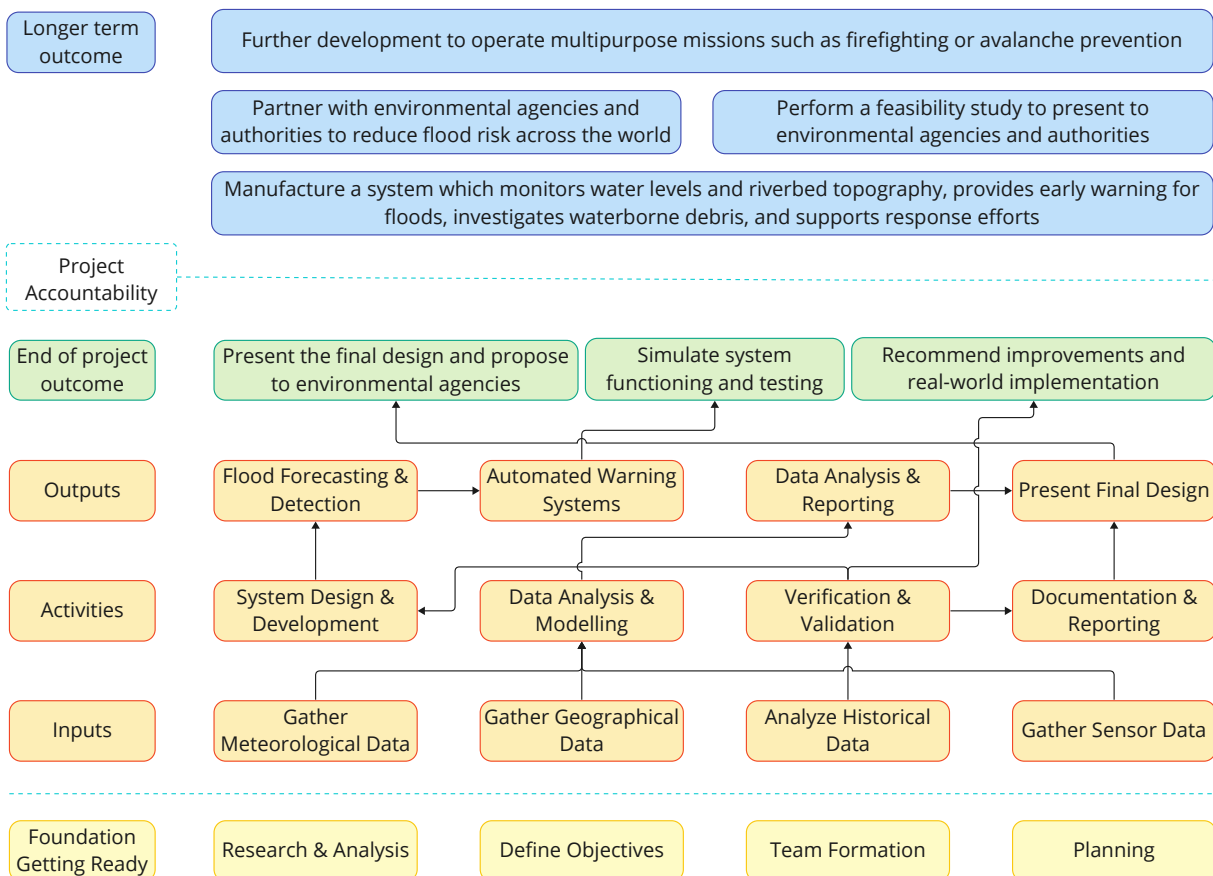 Longer term
outcome
Further development to operate multipurpose missions such as firefighting or avalanche prevention
Partner with environmental agencies and
authorities to reduce flood risk across the world
Perform a feasibility study to present to
environmental agencies and authorities
Manufacture a system which monitors water levels and riverbed topography, provides early warning for
floods, investigates waterborne debris, and supports response efforts
Project
Accountability
End of project
outcome
Present the final design and propose
to environmental agencies
Simulate system
functioning and testing
Recommend improvements and
real-world implementation
Outputs
Flood Forecasting &
Detection
Automated Warning
Systems
Data Analysis &
Reporting
Present Final Design
Activities
System Design &
Development
Data Analysis &
Modelling
Verification &
Validation
Documentation &
Reporting
Inputs
Gather
Meteorological Data
Gather Geographical
Data
Analyze Historical
Data
Gather Sensor Data
Foundation
Getting Ready
Research & Analysis
Define Objectives
Team Formation
Planning